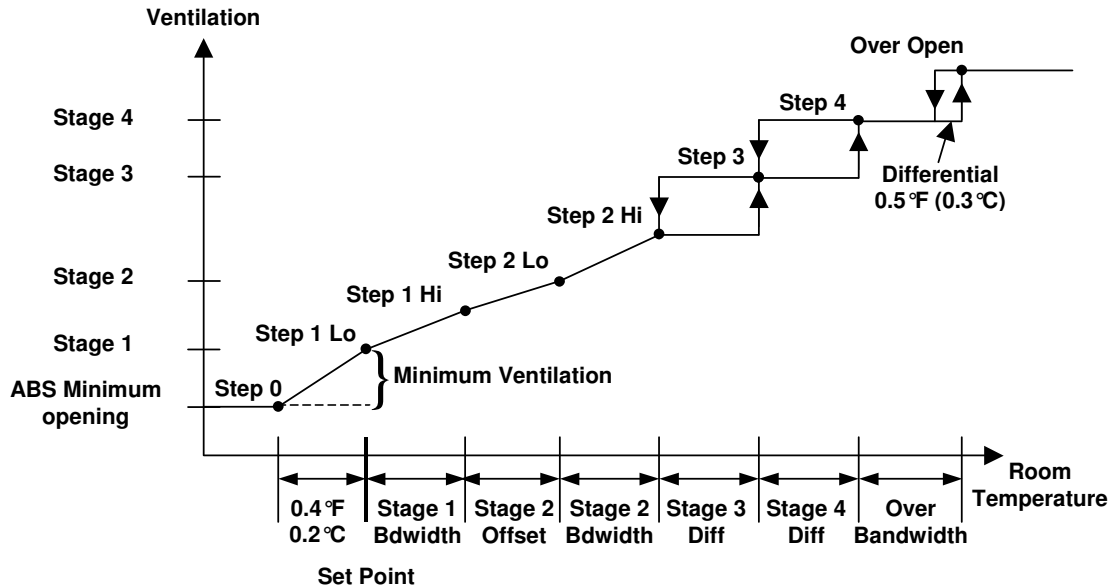 Ventilation
Over Open
Stage 4
Step 4
Stage 3
Step 3
Differential
0.5°F (0.3°C)
Step 2 Hi
Stage 2
Step 2 Lo
Step 1 Hi
Stage 1
Step 1 Lo
Minimum Ventilation
ABS Minimum
opening
Step 0
Room
Temperature
0.4°F
0.2°C
Stage 1
Bdwidth
Stage 2
Offset
Stage 2
Bdwidth
Stage 3
Diff
Stage 4
Diff
Over
Bandwidth
Set Point